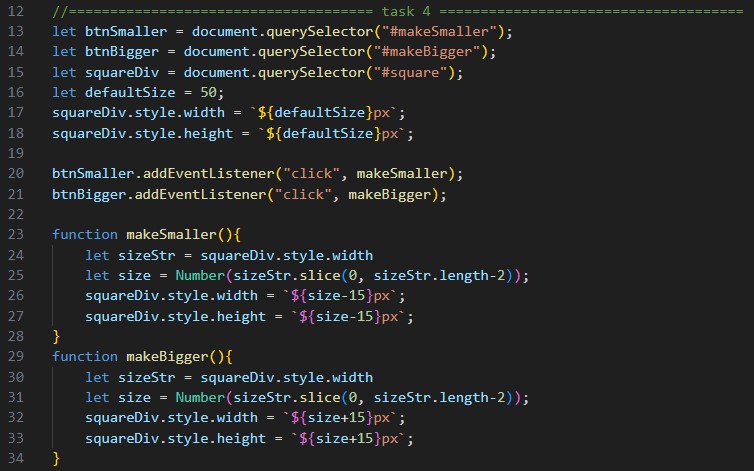 12 //===================================== task 4 =====================================
13 let btnSmaller = document.querySelector("#makeSmaller");
14 let btnBigger = document.querySelector("#makeBigger");
15 let squareDiv = document.querySelector("#square");
16 let defaultSize = 50;
17 squareDiv.style.width = `${defaultSize}px`;
18 squareDiv.style.height = `${defaultSize}px`;
19
20 btnSmaller.addEventListener("click", makeSmaller);
21 btnBigger.addEventListener("click", makeBigger);
22
23 function makeSmaller(){
24     let sizeStr = squareDiv.style.width
25     let size = Number(sizeStr.slice(0, sizeStr.length-2));
26     squareDiv.style.width = `${size-15}px`;
27     squareDiv.style.height = `${size-15}px`;
28 }
29 function makeBigger(){
30     let sizeStr = squareDiv.style.width
31     let size = Number(sizeStr.slice(0, sizeStr.length-2));
32     squareDiv.style.width = `${size+15}px`;
33     squareDiv.style.height = `${size+15}px`;
34 }